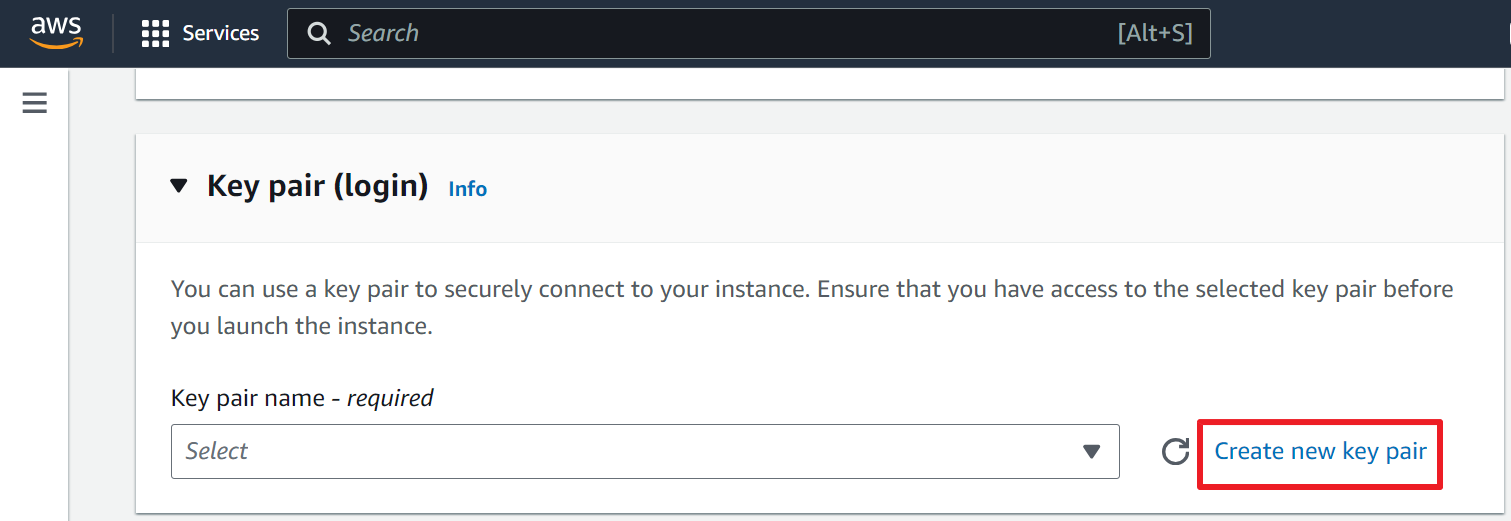 aws
Services
Search
[Alt+S]
Key pair (login)
Info
You can use a key pair to securely connect to your instance. Ensure that you have access to the selected key pair before
you launch the instance.
Key pair name - required
Select
Create new key pair